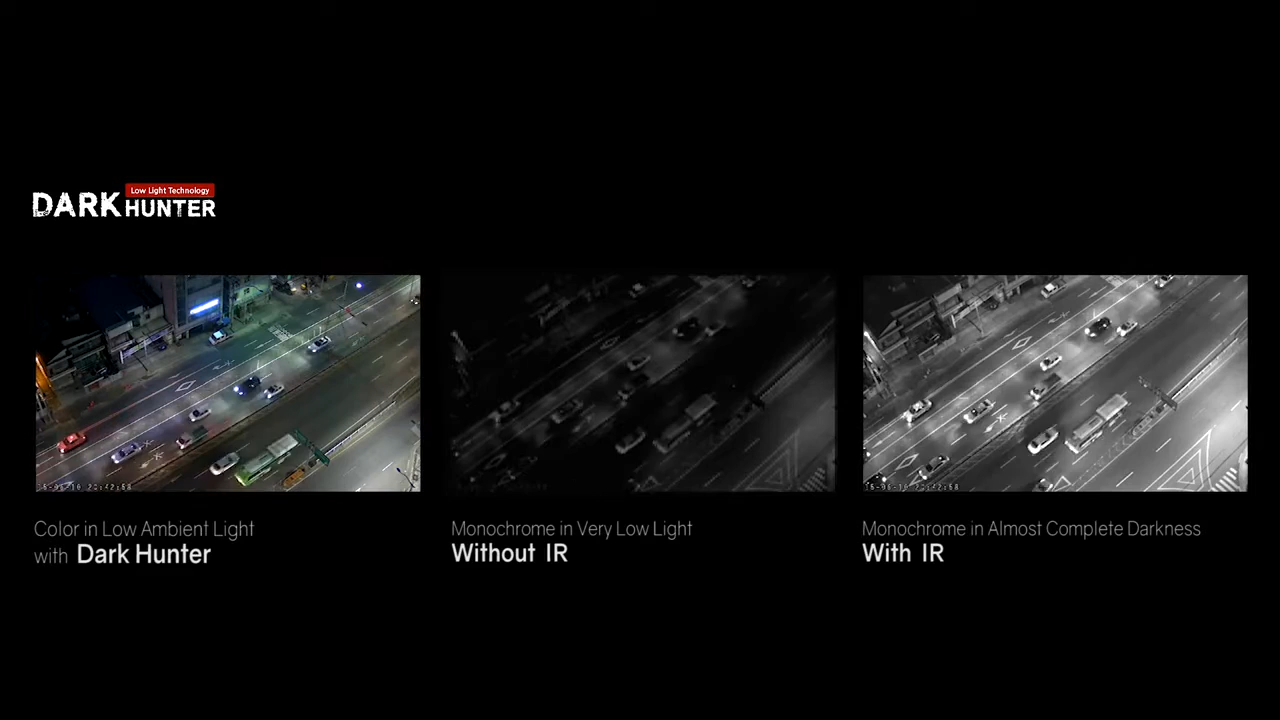 Low Light Technology
DARK HUNTER
Color in Low Ambient Light
with Dark Hunter
Monochrome in Very Low Light
Without IR
Monochrome in Almost Complete Darkness
With IR